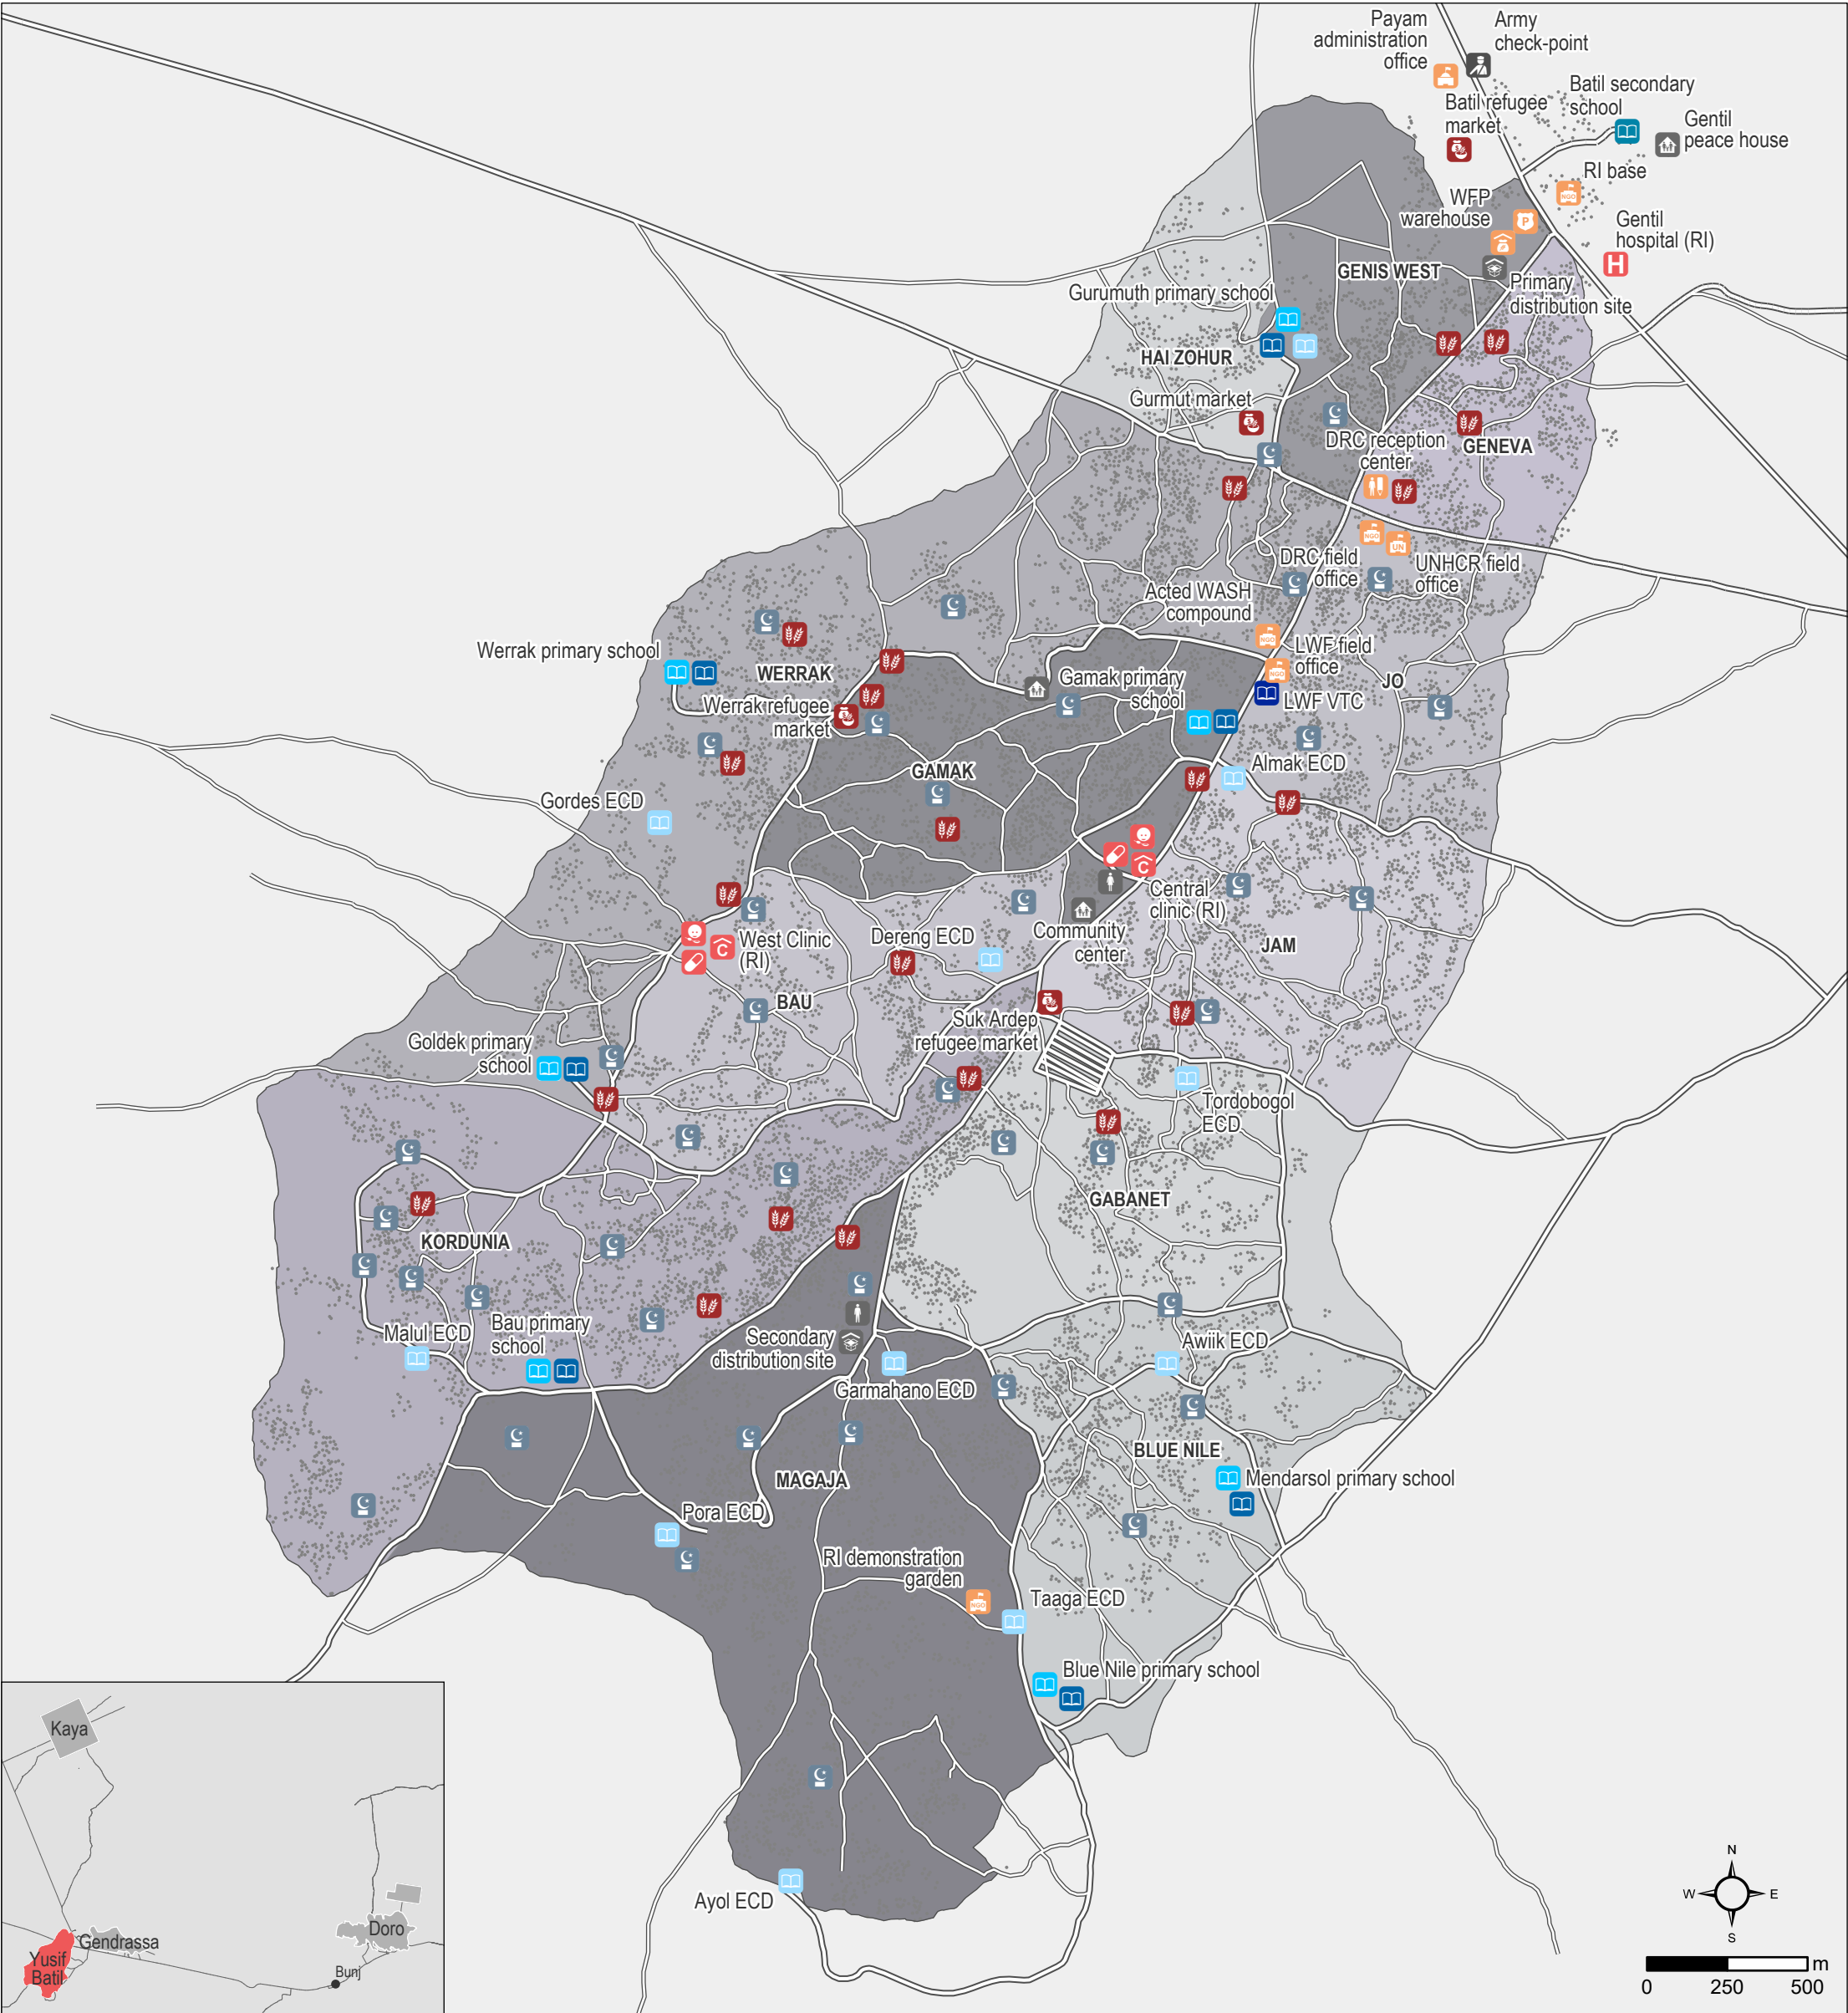 Payam
administration
office
Army
check-point
Batil secondary
school
Batil refugee
market
Gentil
peace house
RI base
NGO
WFP
warehouse
P
Gentil
hospital (RI)
H
GENIS WEST
Primary
distribution site
Gurumuth primary school
HAI ZOHUR
Gurmut market
DRC reception
center
GENEVA
NGO
UN
DRC field
office
UNHCR field
office
Acted WASH
compound
NGO
LWF field
office
NGO
JO
LWF VTC
Werrak primary school
WERRAK
Gamak primary
school
Werrak refugee
market
GAMAK
Almak ECD
Gordes ECD
C
Central
clinic (RI)
Community
center
Dereng ECD
West Clinic
(RI)
C
JAM
BAU
Suk Ardep
refugee market
Goldek primary
school
Tordobogol
ECD
GABANET
KORDUNIA
Malul ECD
Bau primary
school
Secondary
distribution site
Awiik ECD
Garmahano ECD
BLUE NILE
MAGAJA
Mendarsol primary school
Pora ECD
RI demonstration
garden
NGO
Taaga ECD
Blue Nile primary school
Ayol ECD
Kaya
Gendrassa
Yusif
Batil
Doro
Bunj
N
W
E
S
m
0 250 500